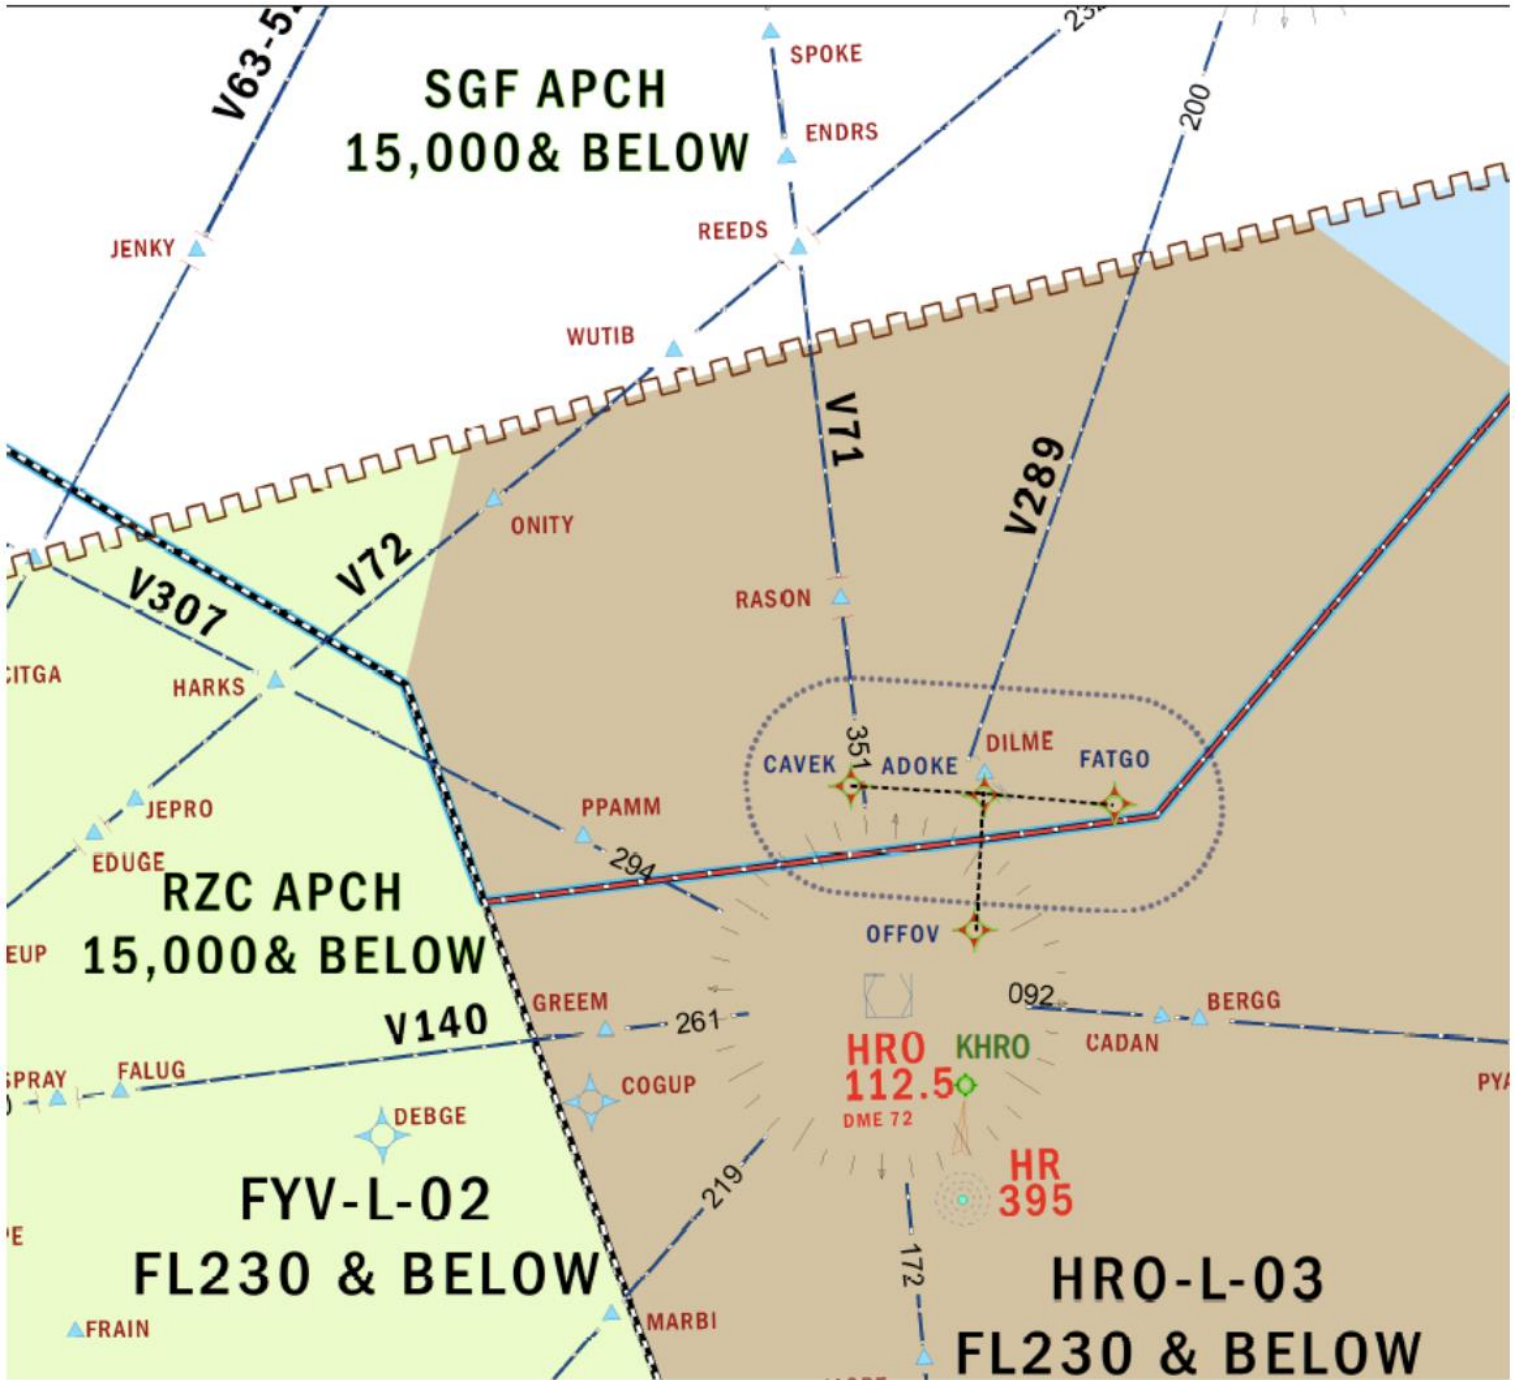 V63-5
SPOKE
232
SGF APCH
15,000& BELOW
ENDRS
200
REEDS
JENKY
WUTIB
V71
V289
ONITY
V72
V307
RASON
CITGA
HARKS
351
DILME
CAVEK
ADOKE
FATGO
JEPRO
PPAMM
EDUGE
294
RZC APCH
15,000& BELOW
EUP
OFFOV
GREEM
092
BERGG
V140
261
CADAN
HRO
112.5
DME 72
KHRO
SPRAY
FALUG
COGUP
PYA
DEBGE
HR
395
219
FYV-L-02
FL230 & BELOW
PE
172
HRO-L-03
FL230 & BELOW
FRAIN
MARBI